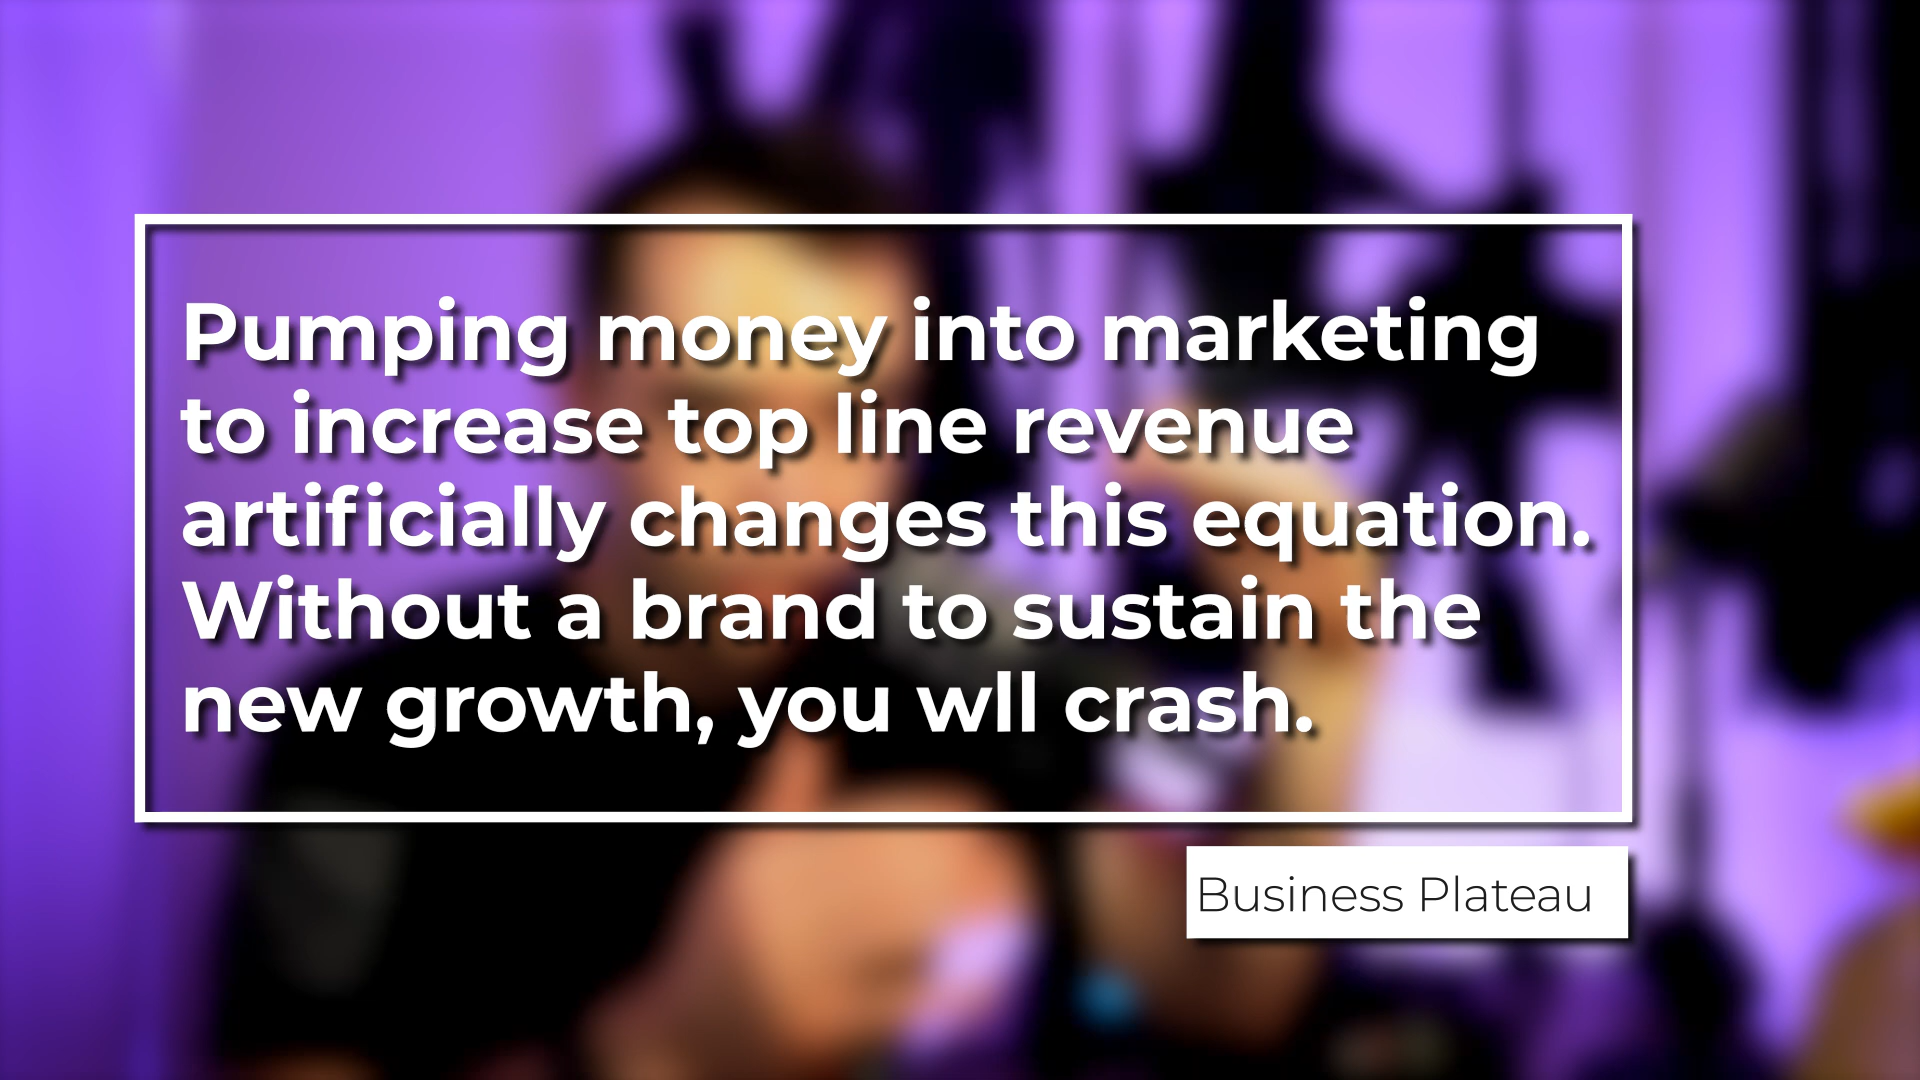 Pumping money into marketing
to increase top line revenue
artificially changes this equation.
Without a brand to sustain the
new growth, you wll crash.
Business Plateau